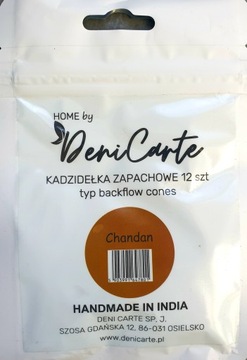 HOME by
DeniCarte
KADZIDEŁKA ZAPACHOWE 12 szt
typ backflow cones
Chandan
HANDMADE IN INDIA
DENI CARTE SP. J.
SZOSA GDAŃSKA 12, 86-031 OSIELSKO
www.denicarte.pl